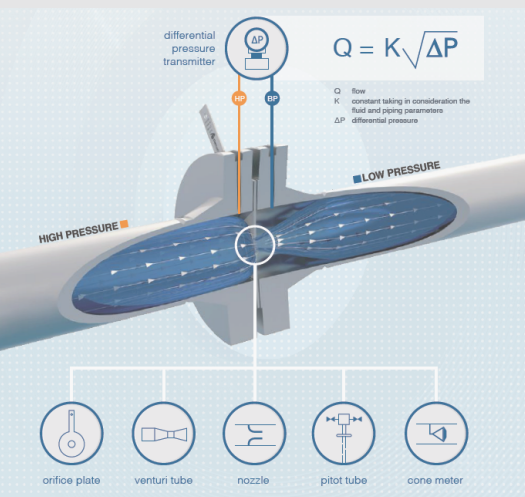 differential
pressure
transmitter
ΔP
Q = K√ΔP
HP
BP
Q flow
K constant taking in consideration the
fluid and piping parameters
ΔP differential pressure
LOW PRESSURE
HIGH PRESSURE
orifice plate
venturi tube
nozzle
pitot tube
cone meter